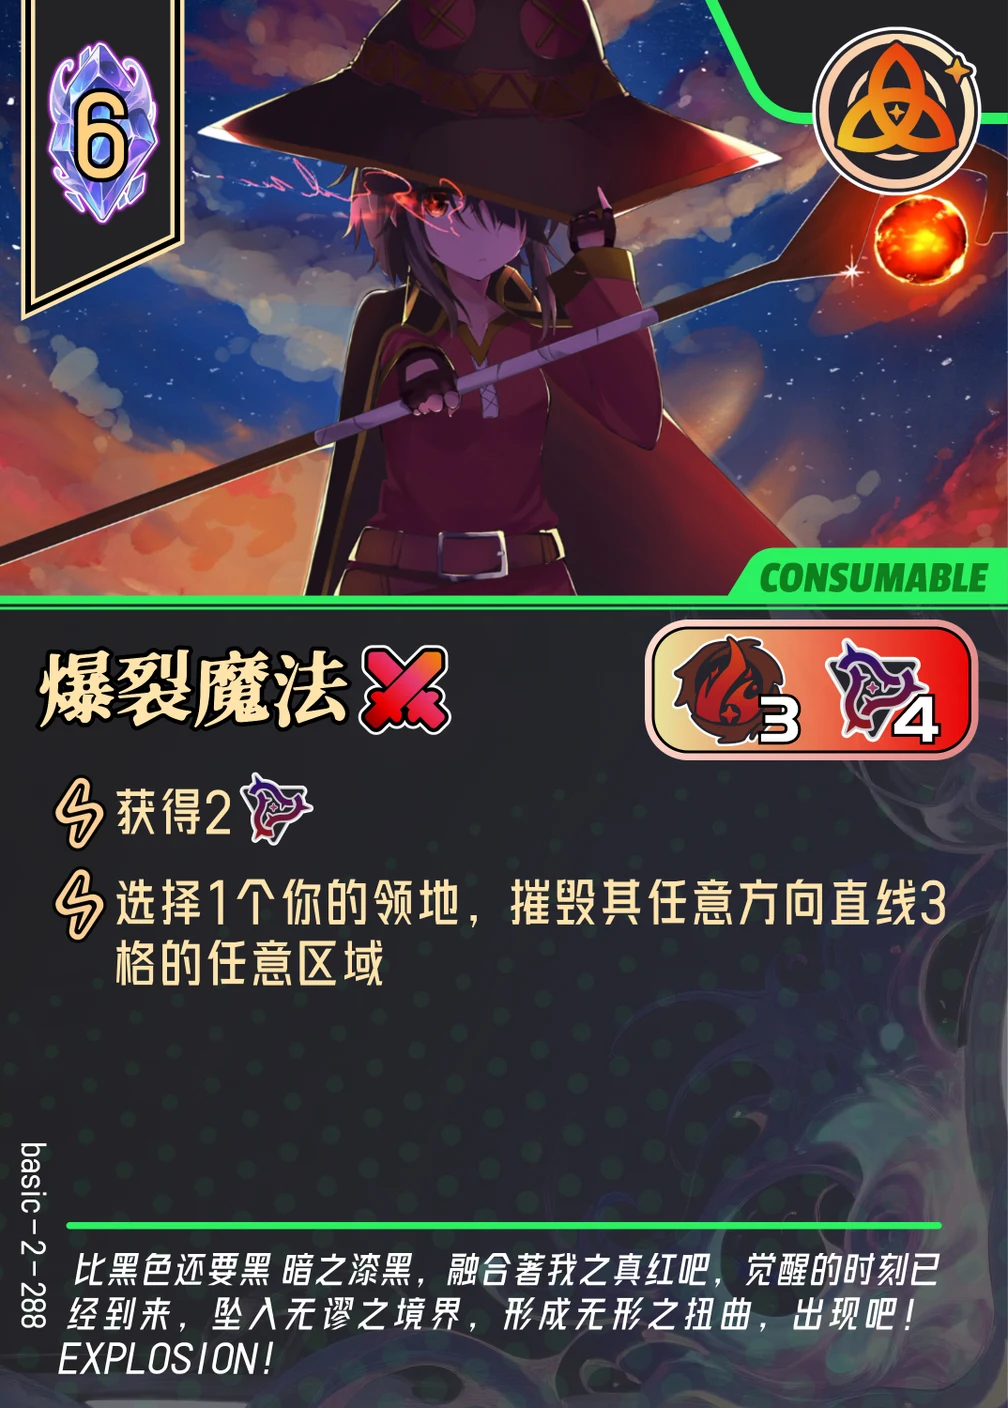 6
CONSUMABLE
爆裂魔法
3 4
获得2
选择1个你的领地，摧毁其任意方向直线3
格的任意区域
basic-2-288
比黑色还要黑 暗之漆黑，融合著我之真红吧，觉醒的时刻已
经到来，坠入无谬之境界，形成无形之扭曲，出现吧！
EXPLOSION！